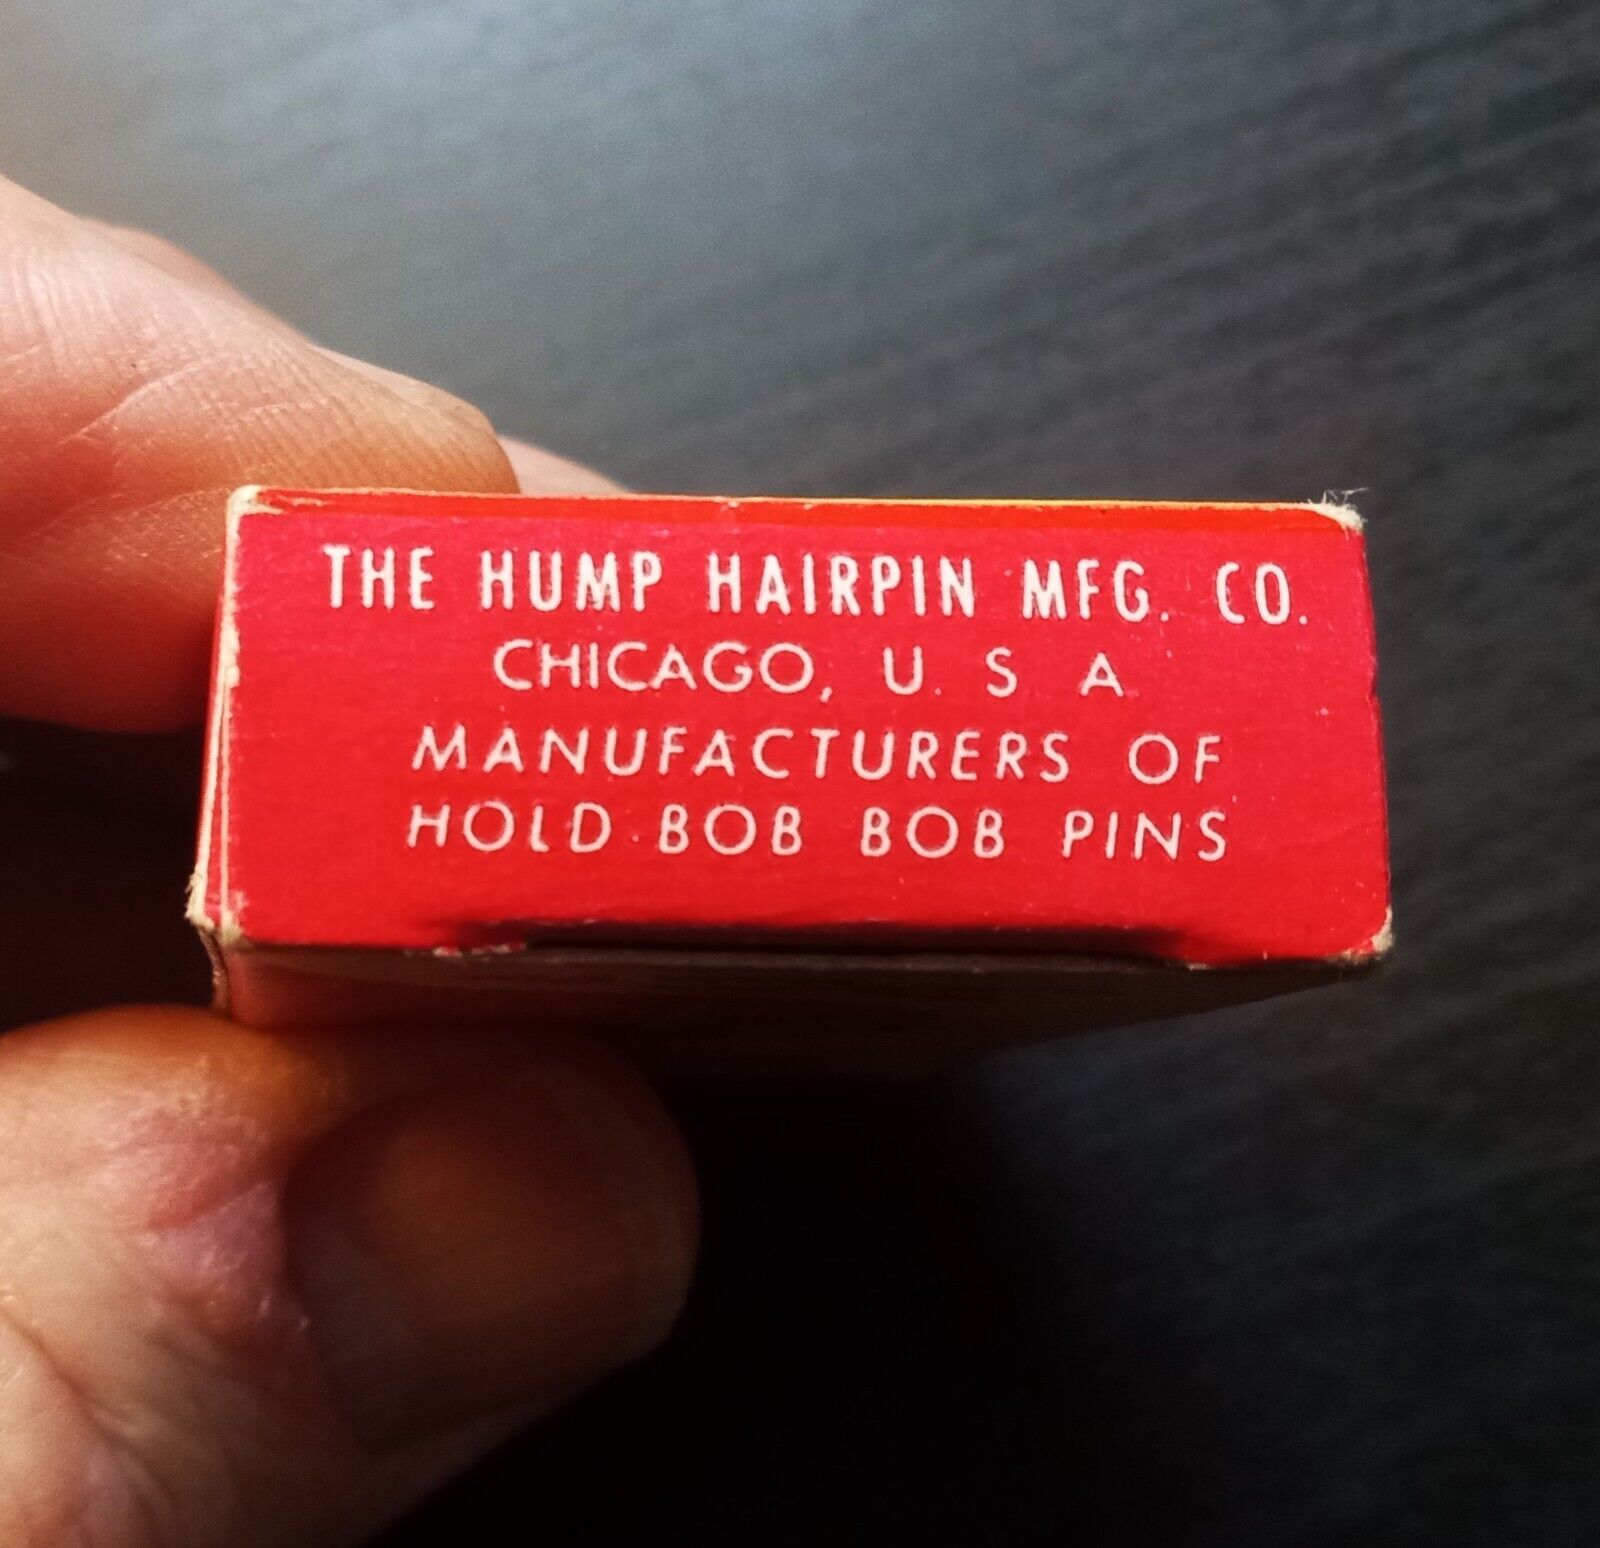 THE HUMP HAIRPIN MFG. CO.
CHICAGO, U. S A
MANUFACTURERS OF
HOLD-BOB BOB PINS